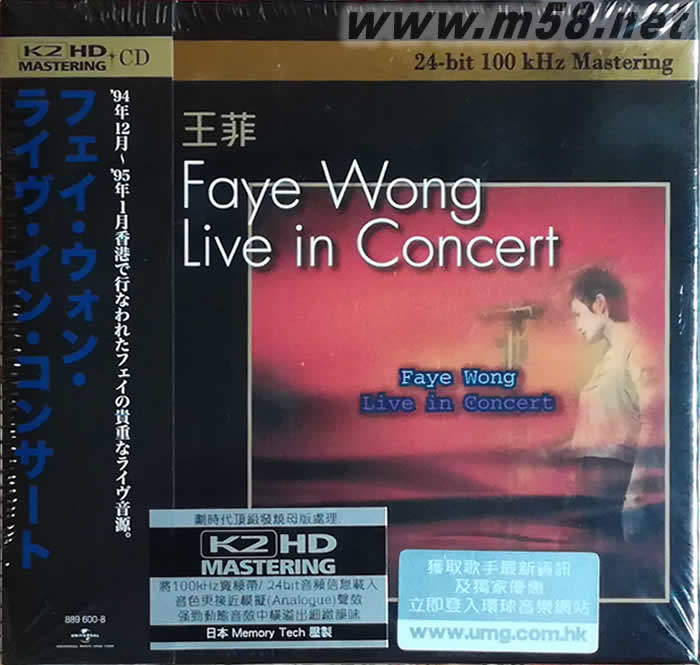 www.m58.net
K2 HD
MASTERING
+CD
24-bit 100 kHz Mastering
フェイ・ウォン・
ライヴ・イン・コンサート
'94年12月~'95年1月香港で行なわれたフェイの貴重なライヴ音源。
王菲
Faye Wong
Live in Concert
Faye Wong
Live in Concert
劃時代頂級發燒母版處理
K2 HD
MASTERING
將100kHz寬頻帶/24bit音頻信息載入
音色更接近模擬(Analogue)聲效
強勁動態音效中橫溢出細緻韻味
日本 Memory Tech 壓製
獲取歌手最新資訊
及獨家優惠
立即登入環球音樂網站
www.umg.com.hk
889 600-8
UNIVERSAL